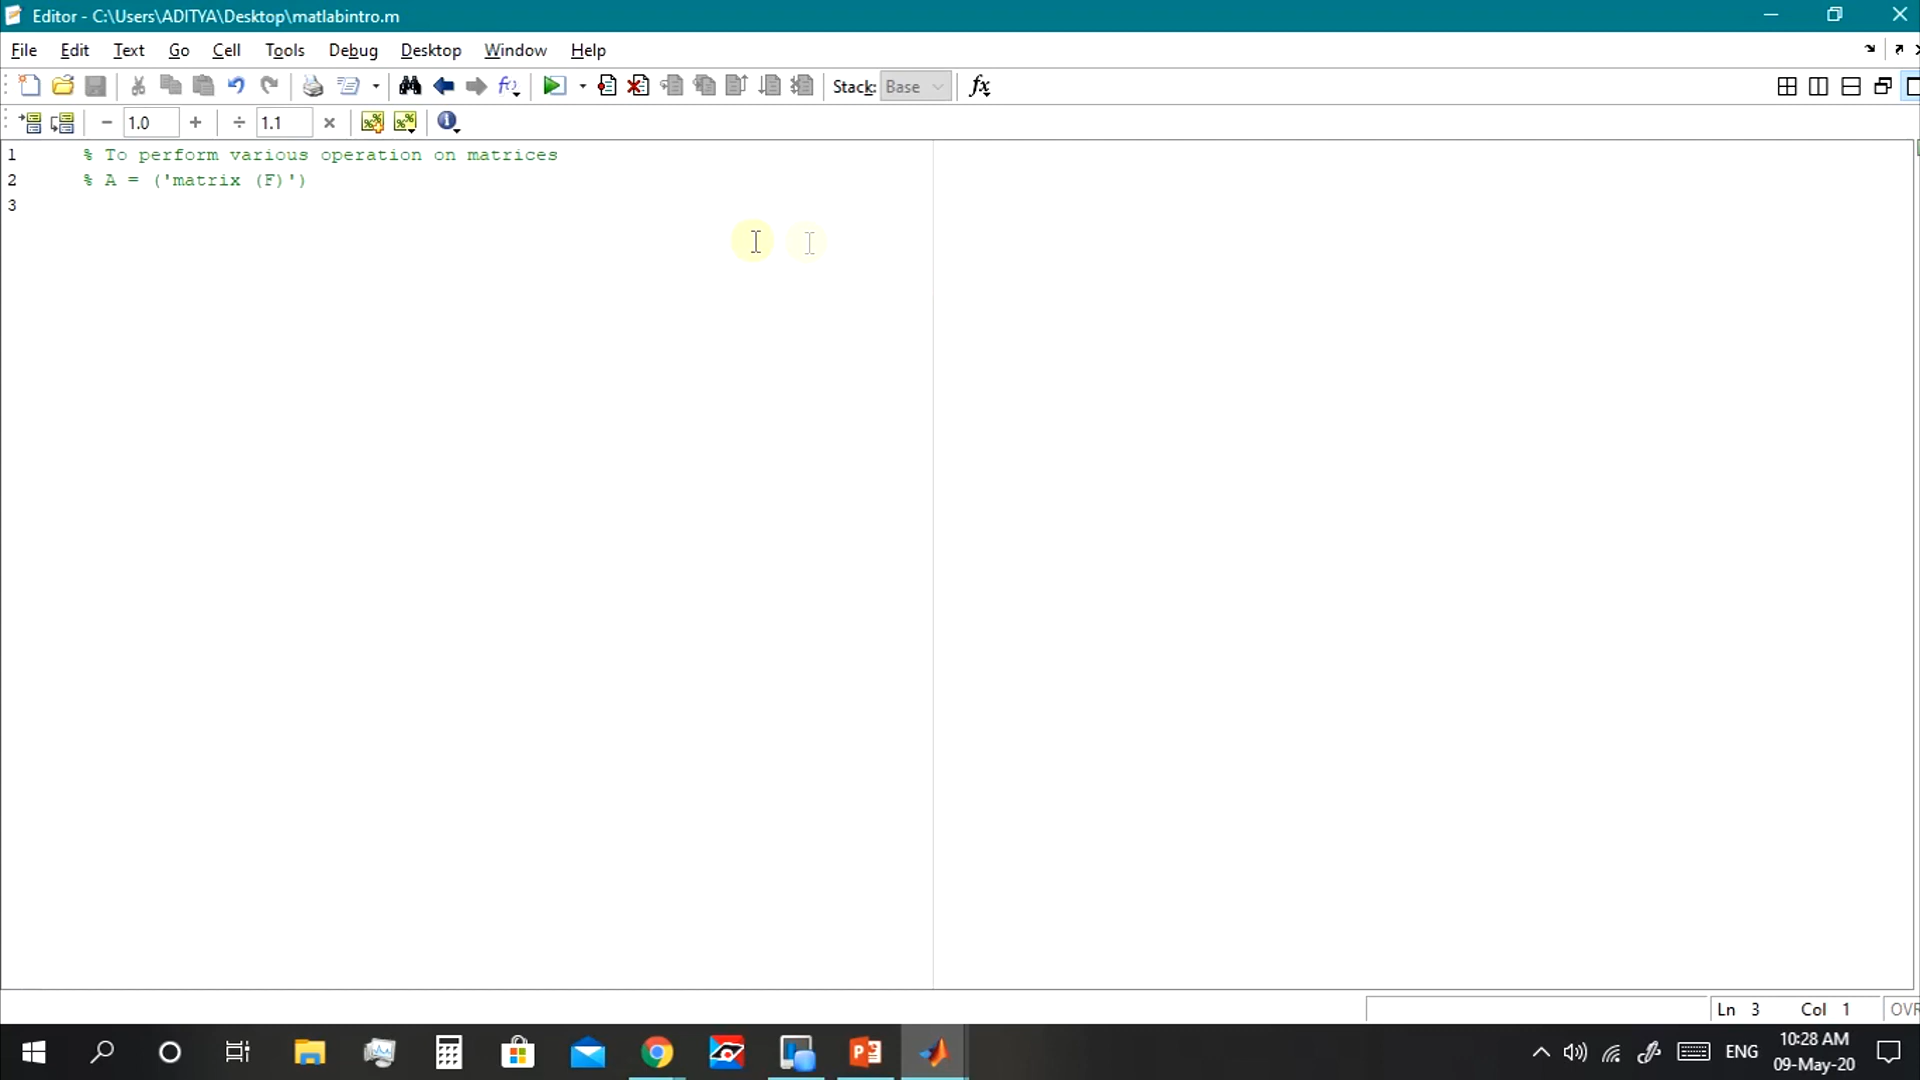 Editor - C:\Users\ADITYA\Desktop\matlabintro.m
File Edit Text Go Cell Tools Debug Desktop Window Help
Stack: Base fx
− 1.0 + ÷ 1.1 ×
1 % To perform various operation on matrices
2 % A = ('matrix (F)')
3
Ln 3 Col 1 OVR
10:28 AM
ENG
09-May-20